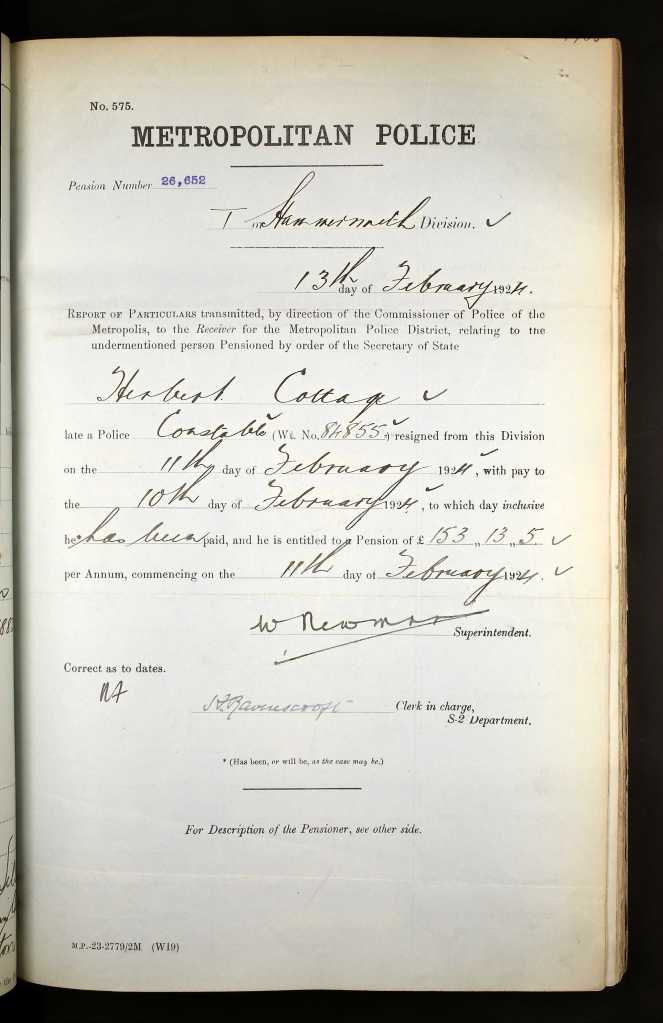 No. 575.
METROPOLITAN POLICE
Pension Number 26,652
T or Hammersmith Division. ✓
13th day of February 1924.
REPORT OF PARTICULARS transmitted, by direction of the Commissioner of Police of the
Metropolis, to the Receiver for the Metropolitan Police District, relating to the
undermentioned person Pensioned by order of the Secretary of State
Herbert Cottage ✓
late a Police Constable (Wt. No. 84855) resigned from this Division
on the 11th day of February 1924, with pay to
the 10th day of February 1924, to which day inclusive
he* has been paid, and he is entitled to a Pension of £ 153 „ 13 „ 5. ✓
per Annum, commencing on the 11th day of February 1924. ✓
W Newman
Superintendent.
Correct as to dates.
Ravenscroft Clerk in charge,
S-2 Department.
* (Has been, or will be, as the case may be.)
For Description of the Pensioner, see other side.
M.P.-23-2779/2M (W19)